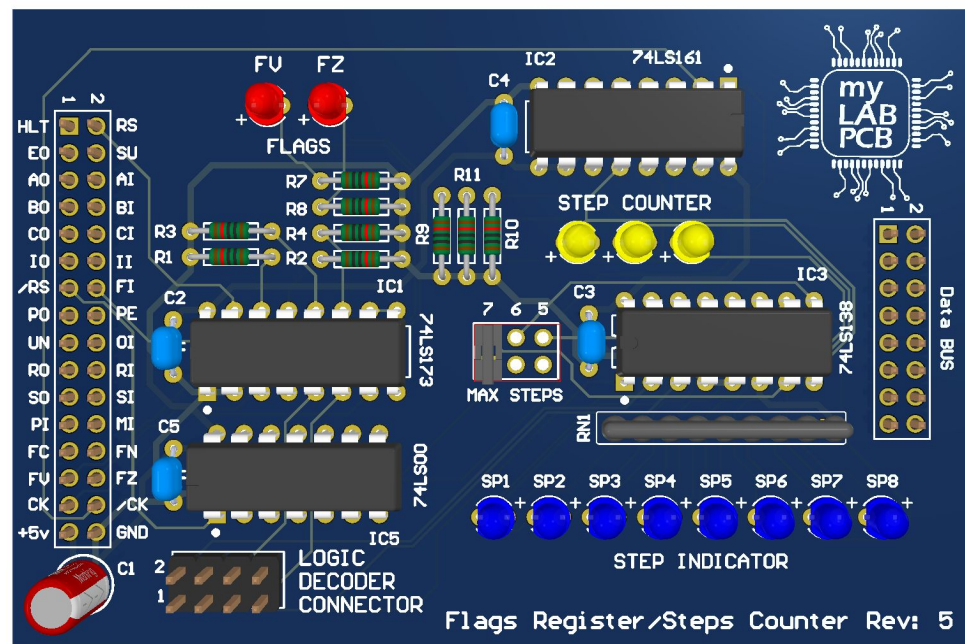 FV FZ
FLAGS
IC2 74LS161
C4
my
LAB
PCB
1 2
HLT RS
EO SU
AO AI
BO BI
CO CI
IO II
/RS FI
PO PE
UN OI
RO RI
SO SI
PI MI
FC FN
FV FZ
CK /CK
+5v GND
R7
R8
R3 R4
R1 R2
R11
R9 R10
STEP COUNTER
IC1
74LS173
C2
7 6 5
MAX STEPS
C3
IC3
74LS138
1 2
Data BUS
RN1
C5
74LS00
IC5
SP1 SP2 SP3 SP4 SP5 SP6 SP7 SP8
STEP INDICATOR
C1
2
1
LOGIC
DECODER
CONNECTOR
Flags Register/Steps Counter Rev: 5